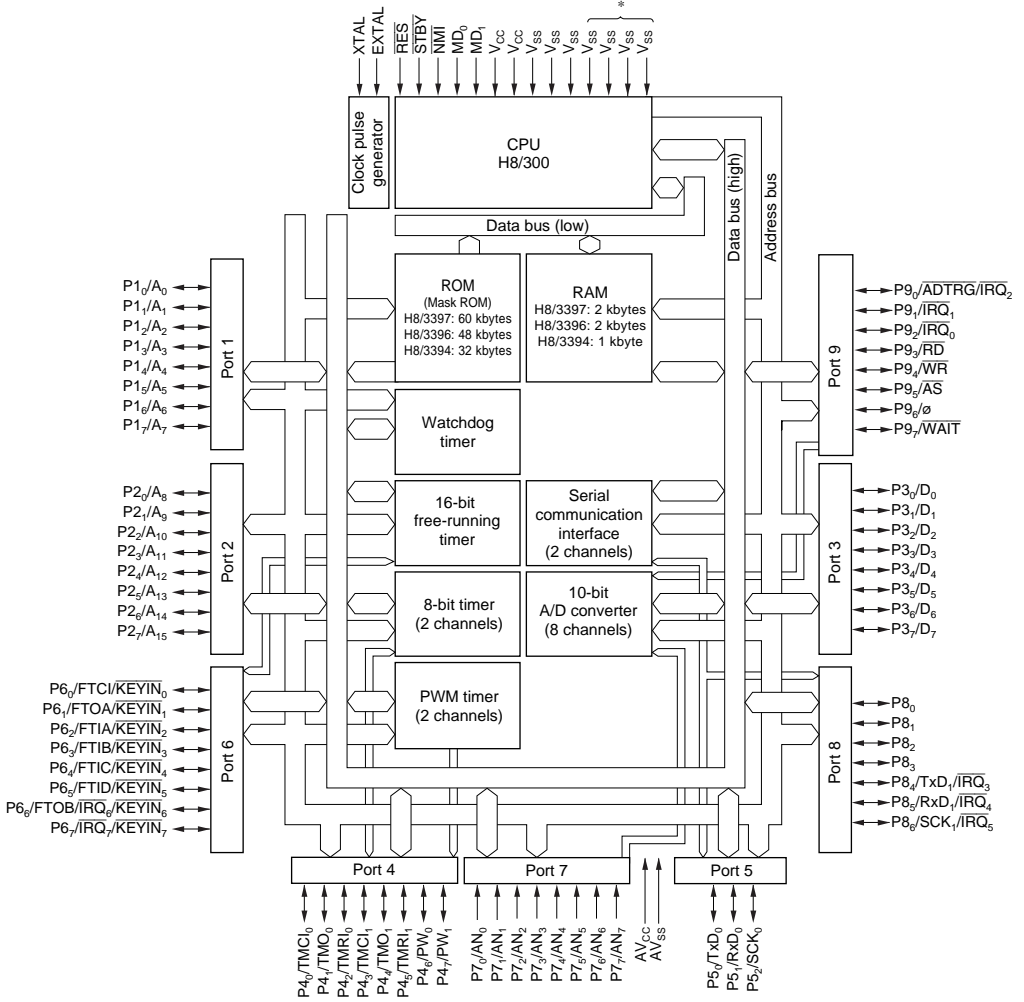 *
XTAL
EXTAL
RES
STBY
NMI
MD0
MD1
VCC
VCC
VSS
VSS
VSS
VSS
VSS
VSS
Clock pulse
generator
CPU
H8/300
Data bus (low)
Data bus (high)
Address bus
ROM
(Mask ROM)
H8/3397: 60 kbytes
H8/3396: 48 kbytes
H8/3394: 32 kbytes
RAM
H8/3397: 2 kbytes
H8/3396: 2 kbytes
H8/3394: 1 kbyte
Watchdog
timer
16-bit
free-running
timer
Serial
communication
interface
(2 channels)
8-bit timer
(2 channels)
10-bit
A/D converter
(8 channels)
PWM timer
(2 channels)
P10/A0
P11/A1
P12/A2
P13/A3
P14/A4
P15/A5
P16/A6
P17/A7
Port 1
P20/A8
P21/A9
P22/A10
P23/A11
P24/A12
P25/A13
P26/A14
P27/A15
Port 2
P60/FTCI/KEYIN0
P61/FTOA/KEYIN1
P62/FTIA/KEYIN2
P63/FTIB/KEYIN3
P64/FTIC/KEYIN4
P65/FTID/KEYIN5
P66/FTOB/IRQ6/KEYIN6
P67/IRQ7/KEYIN7
Port 6
Port 9
P90/ADTRG/IRQ2
P91/IRQ1
P92/IRQ0
P93/RD
P94/WR
P95/AS
P96/ø
P97/WAIT
Port 3
P30/D0
P31/D1
P32/D2
P33/D3
P34/D4
P35/D5
P36/D6
P37/D7
Port 8
P80
P81
P82
P83
P84/TxD1/IRQ3
P85/RxD1/IRQ4
P86/SCK1/IRQ5
Port 4
P40/TMCI0
P41/TMO0
P42/TMRI0
P43/TMCI1
P44/TMO1
P45/TMRI1
P46/PW0
P47/PW1
Port 7
P70/AN0
P71/AN1
P72/AN2
P73/AN3
P74/AN4
P75/AN5
P76/AN6
P77/AN7
AVCC
AVSS
Port 5
P50/TxD0
P51/RxD0
P52/SCK0